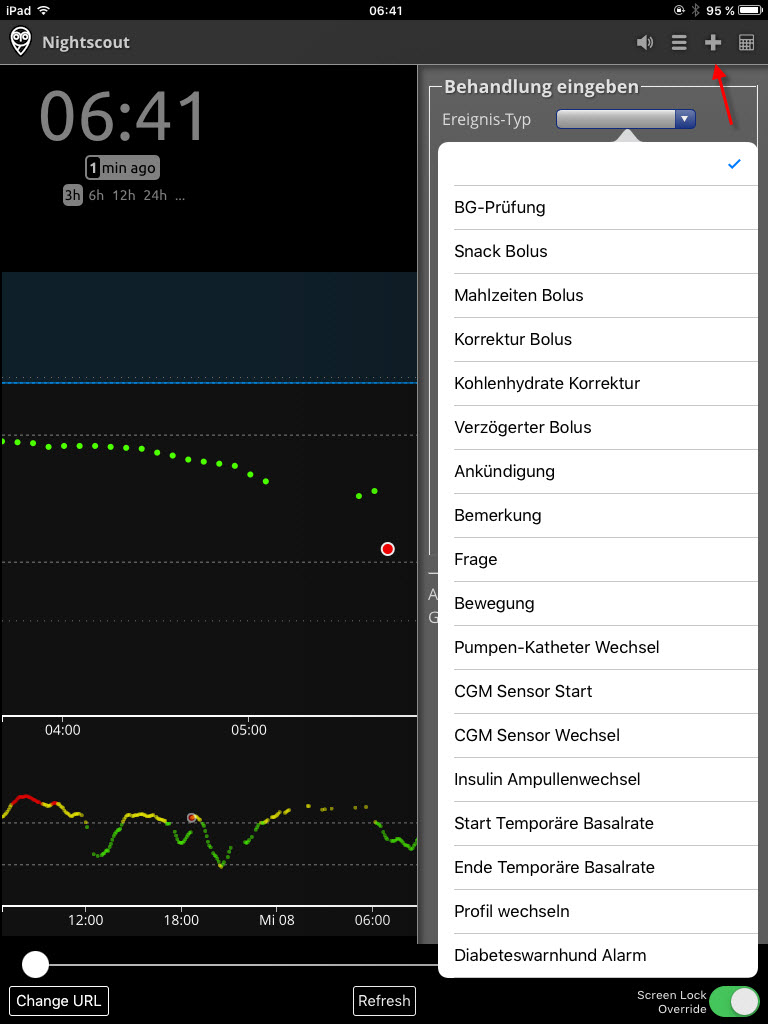 iPad 06:41 95 %
Nightscout
06:41
1 min ago
3h 6h 12h 24h ...
Behandlung eingeben
Ereignis-Typ
BG-Prüfung
Snack Bolus
Mahlzeiten Bolus
Korrektur Bolus
Kohlenhydrate Korrektur
Verzögerter Bolus
Ankündigung
Bemerkung
Frage
Bewegung
Pumpen-Katheter Wechsel
CGM Sensor Start
CGM Sensor Wechsel
Insulin Ampullenwechsel
Start Temporäre Basalrate
Ende Temporäre Basalrate
Profil wechseln
Diabeteswarnhund Alarm
A
G
04:00 05:00
12:00 18:00 Mi 08 06:00
Change URL
Refresh
Screen Lock
Override